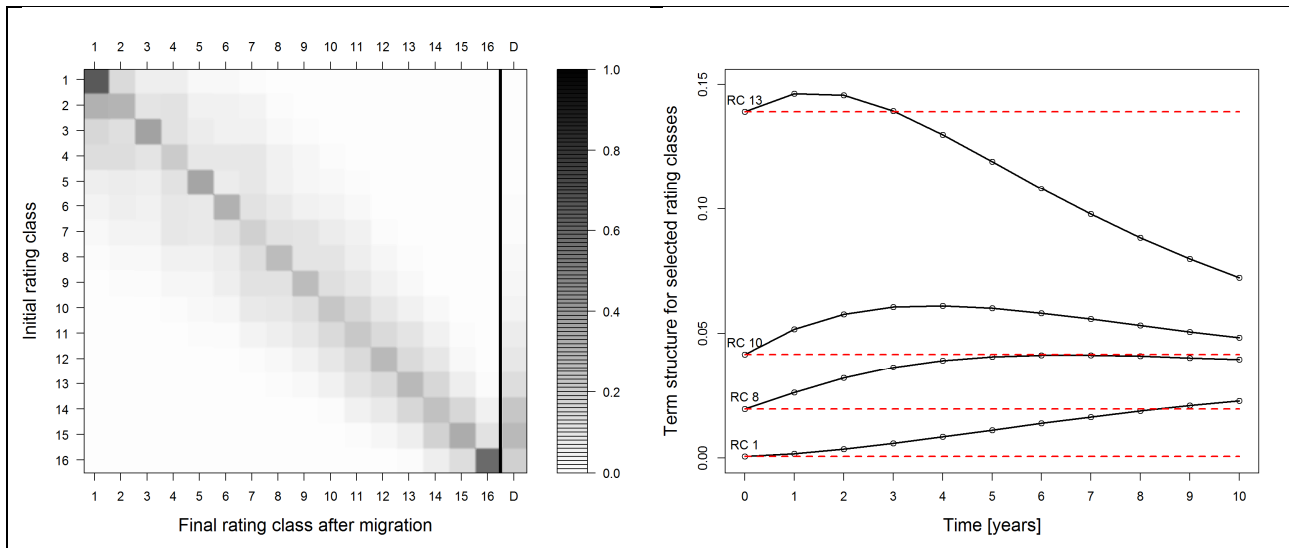 1 2 3 4 5 6 7 8 9 10 11 12 13 14 15 16 D
Initial rating class
1
2
3
4
5
6
7
8
9
10
11
12
13
14
15
16
1 2 3 4 5 6 7 8 9 10 11 12 13 14 15 16 D
Final rating class after migration
1.0
0.8
0.6
0.4
0.2
0.0
Term structure for selected rating classes
0.15
0.10
0.05
0.00
RC 13
RC 10
RC 8
RC 1
0 1 2 3 4 5 6 7 8 9 10
Time [years]